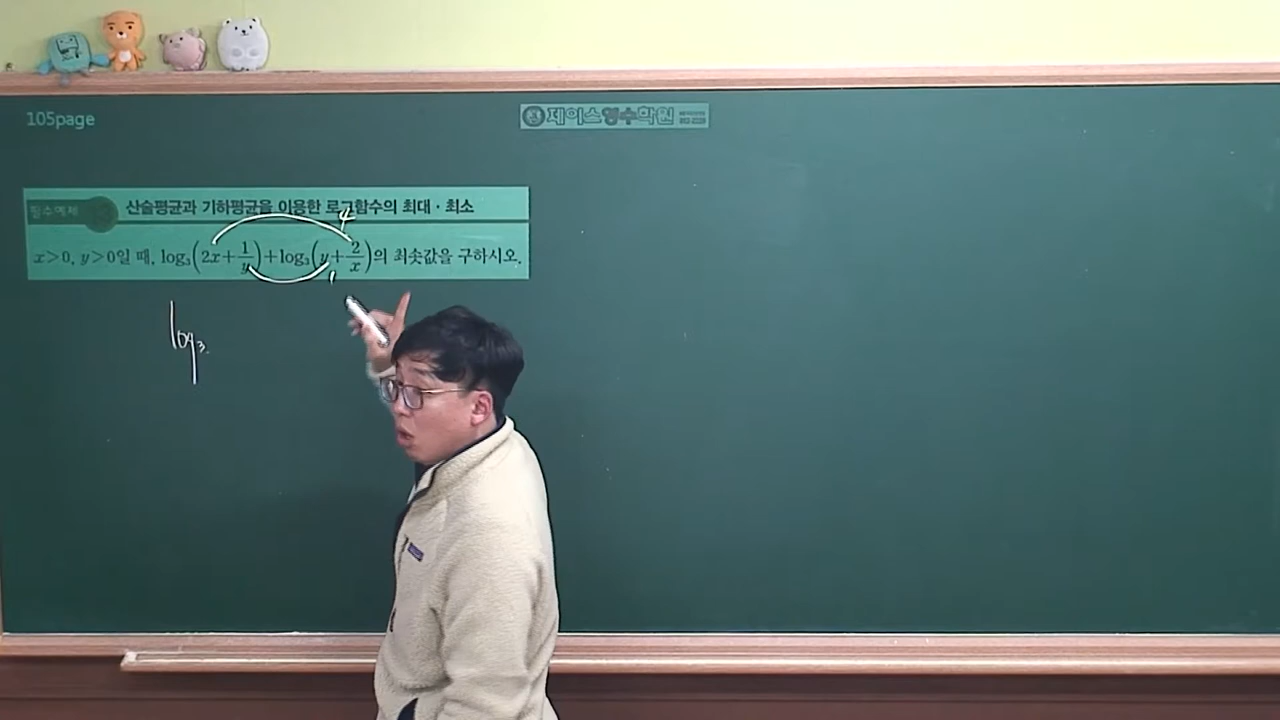 105page
제이스영수학원
필수예제
산술평균과 기하평균을 이용한 로그함수의 최대 · 최소
x>0, y>0일 때, log₃(2x+1/y)+log₃(y+2/x)의 최솟값을 구하시오.
4
1
log₃